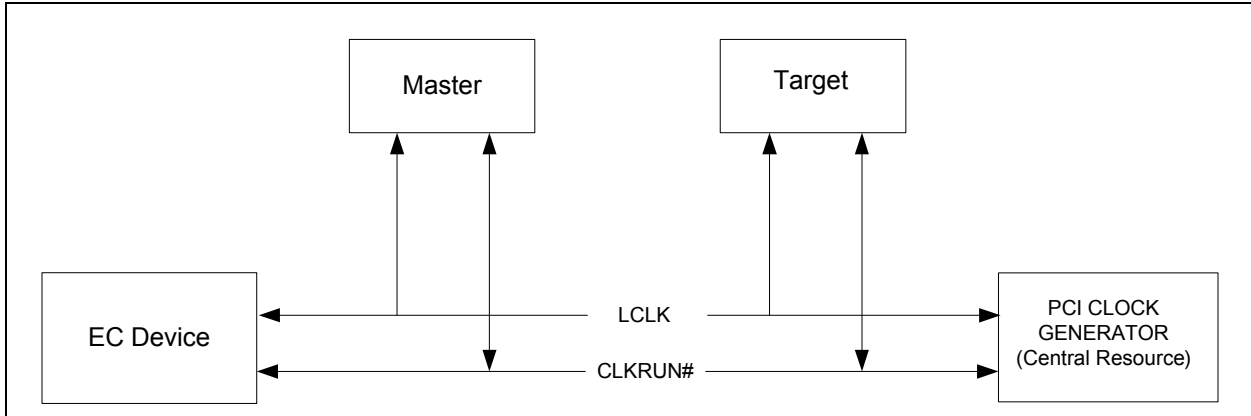 Master
Target
EC Device
LCLK
CLKRUN#
PCI CLOCK
GENERATOR
(Central Resource)